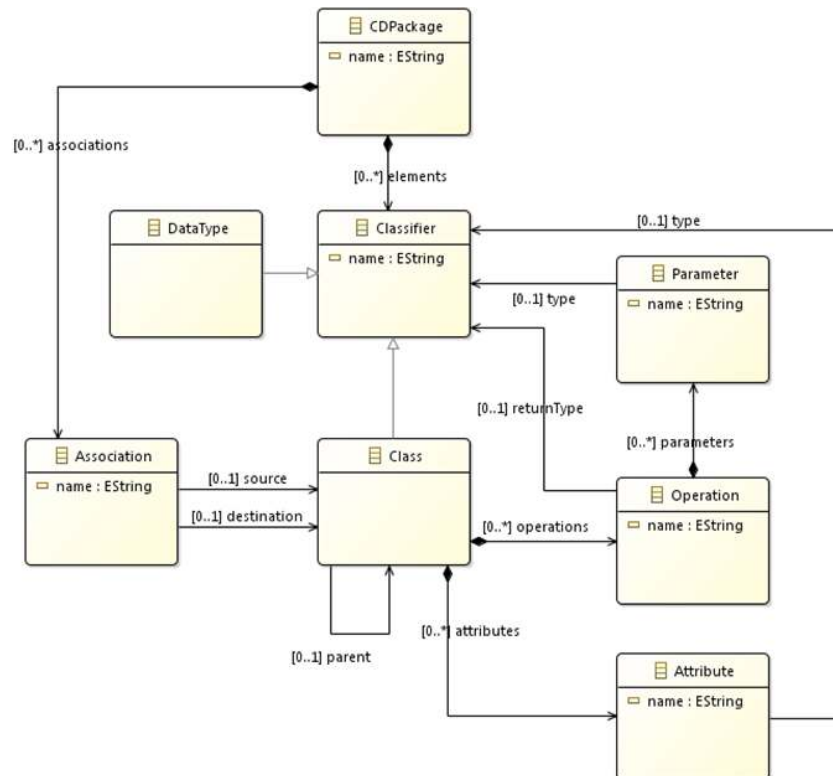 CDPackage
name : EString
[0..*] associations
[0..*] elements
DataType
Classifier
name : EString
[0..1] type
Parameter
name : EString
[0..1] type
[0..1] returnType
[0..*] parameters
Association
name : EString
[0..1] source
[0..1] destination
Class
[0..*] operations
Operation
name : EString
[0..1] parent
[0..*] attributes
Attribute
name : EString